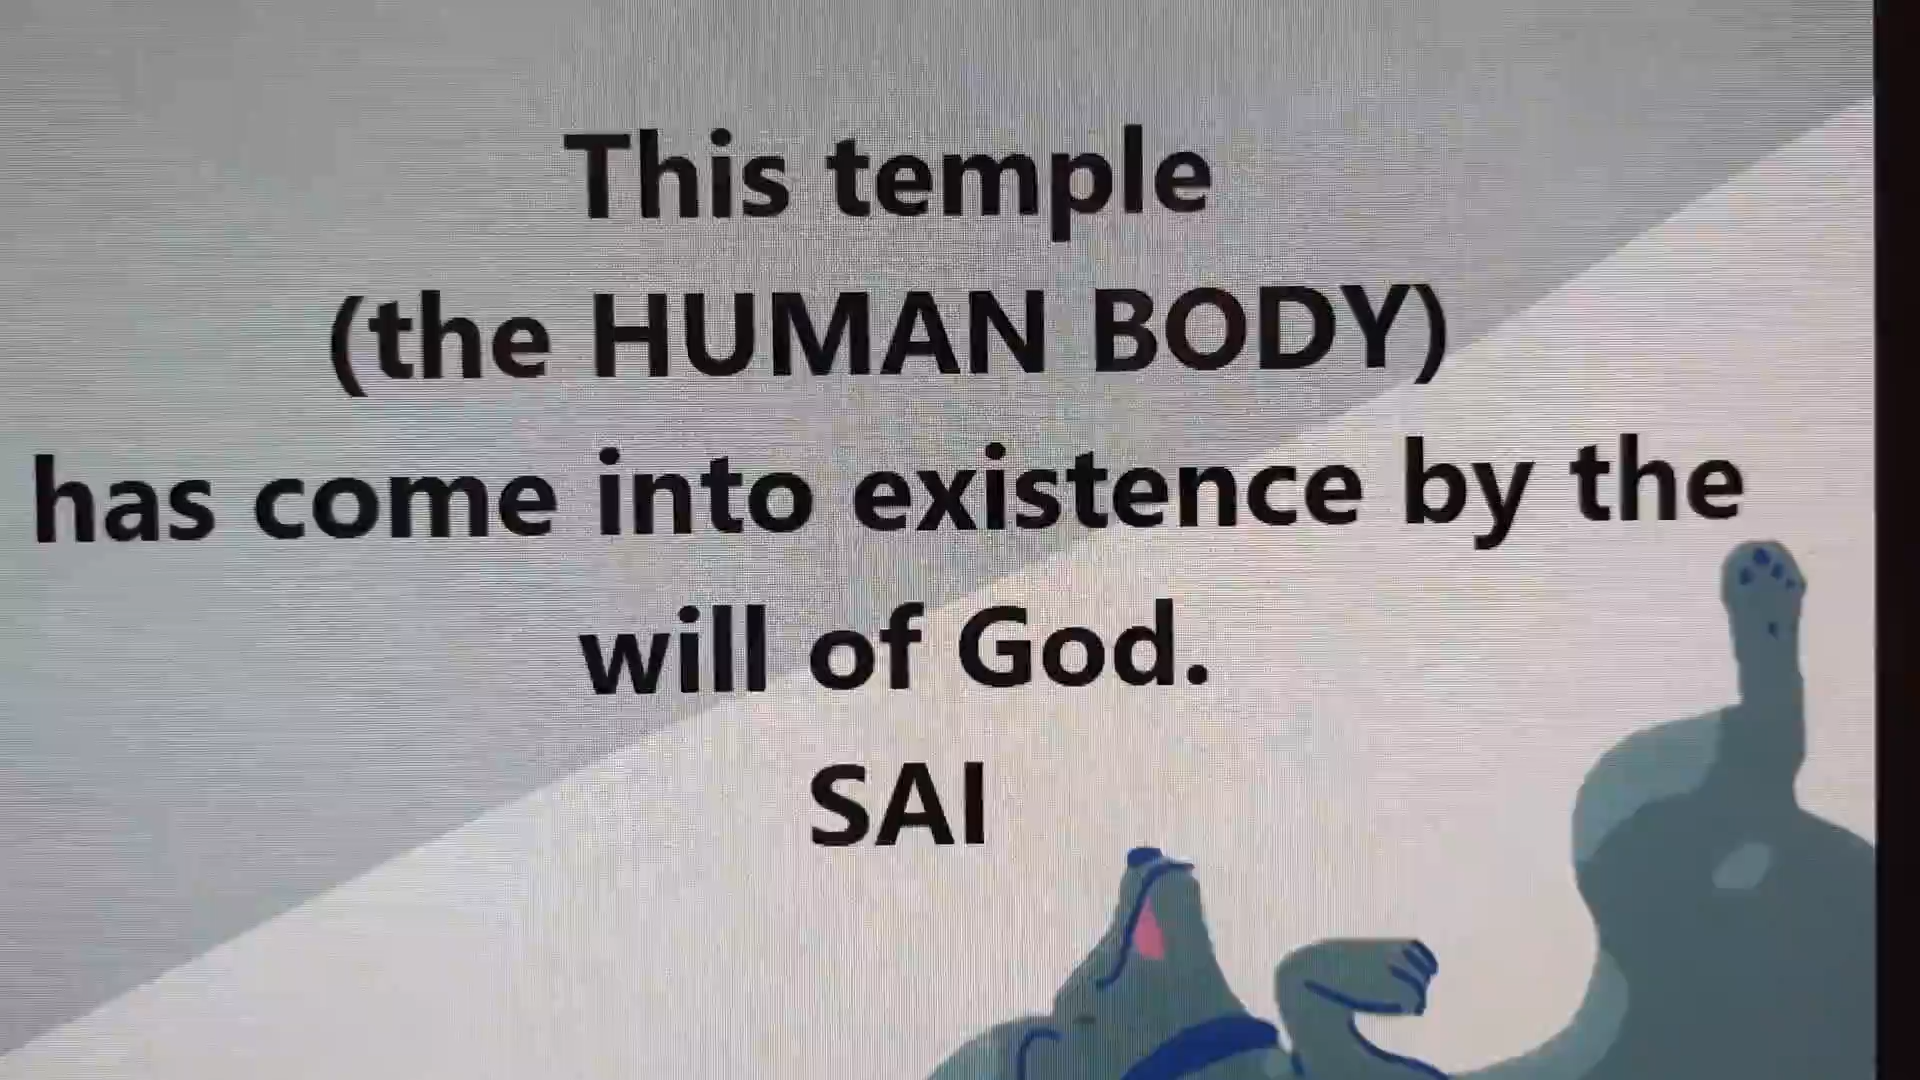 This temple
(the HUMAN BODY)
has come into existence by the
will of God.
SAI